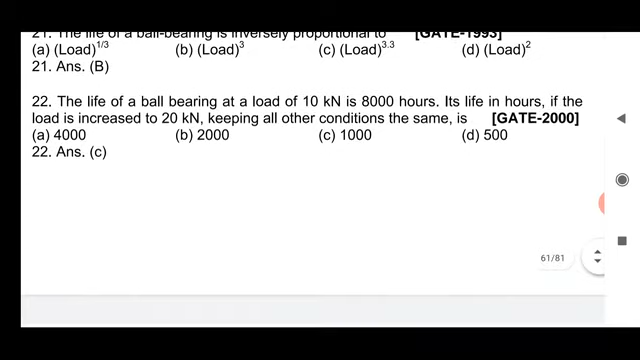 21. The life of a ball-bearing is inversely proportional to [GATE-1993]
(a) (Load)^1/3 (b) (Load)^3 (c) (Load)^3.3 (d) (Load)^2
21. Ans. (B)
22. The life of a ball bearing at a load of 10 kN is 8000 hours. Its life in hours, if the
load is increased to 20 kN, keeping all other conditions the same, is [GATE-2000]
(a) 4000 (b) 2000 (c) 1000 (d) 500
22. Ans. (c)
61/81